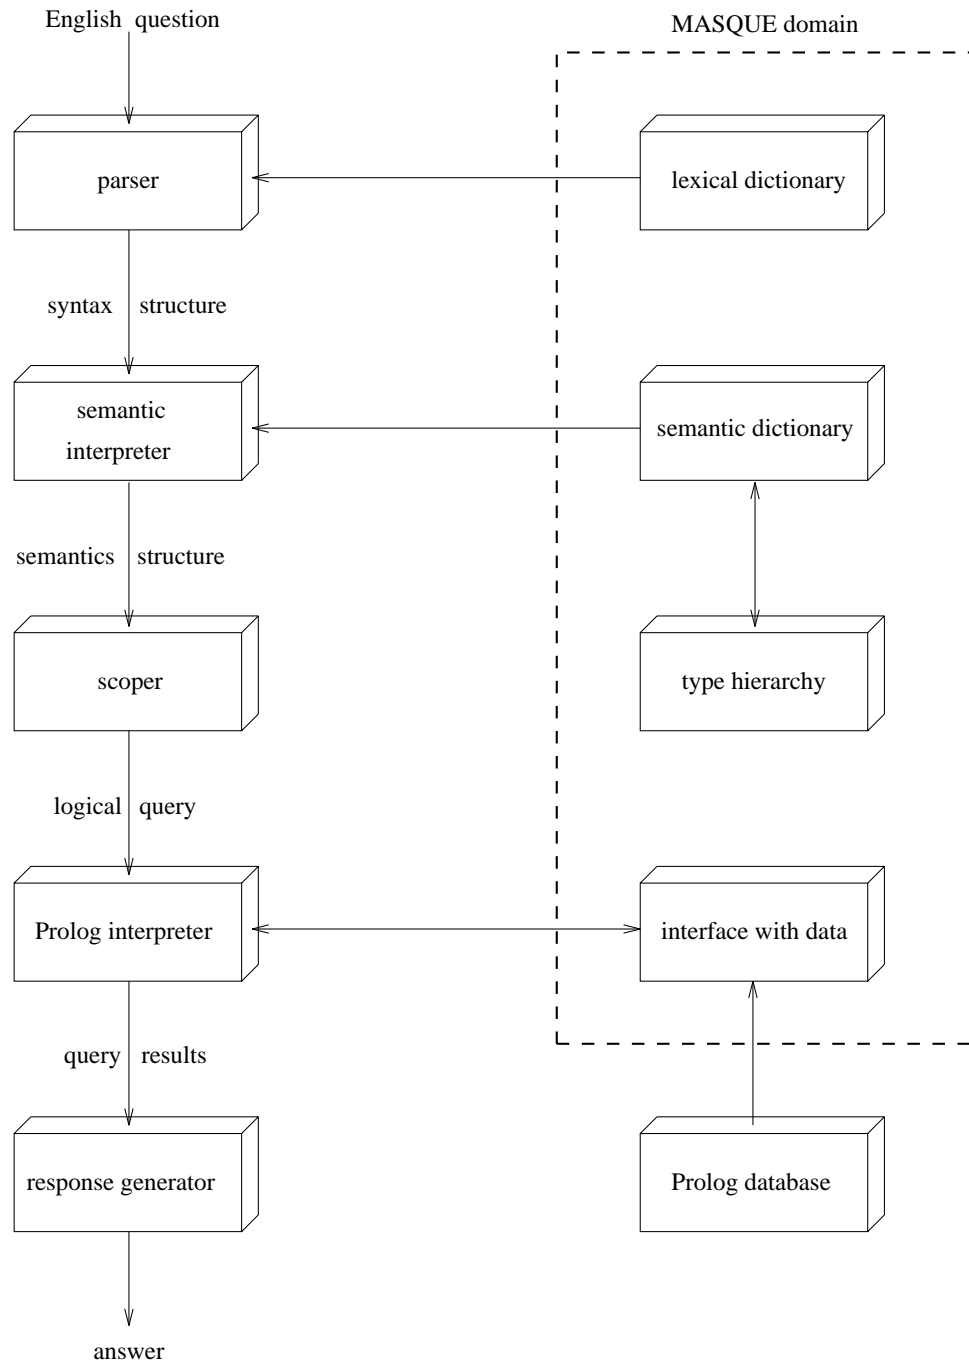 English question
MASQUE domain
parser
lexical dictionary
syntax structure
semantic
interpreter
semantic dictionary
semantics structure
scoper
type hierarchy
logical query
Prolog interpreter
interface with data
query results
response generator
Prolog database
answer